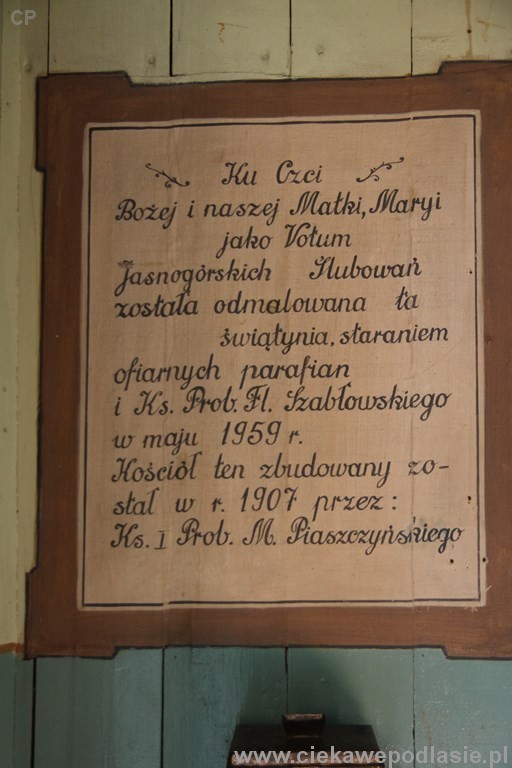 CP
Ku Czci
Bożej i naszej Matki, Maryi
jako Votum
Jasnogórskich Ślubowań
została odmalowana ta
świątynia, staraniem
ofiarnych parafian
i Ks. Prob. Fl. Szabłowskiego
w maju 1959 r.
Kościół ten zbudowany zo-
stał w r. 1907 przez:
Ks. I Prob. M. Piaszczyńskiego
www.ciekawepodlasie.pl